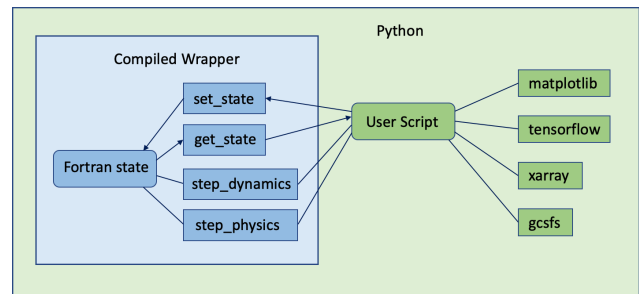 Python
Compiled Wrapper
set_state
get_state
Fortran state
step_dynamics
step_physics
User Script
matplotlib
tensorflow
xarray
gcsfs